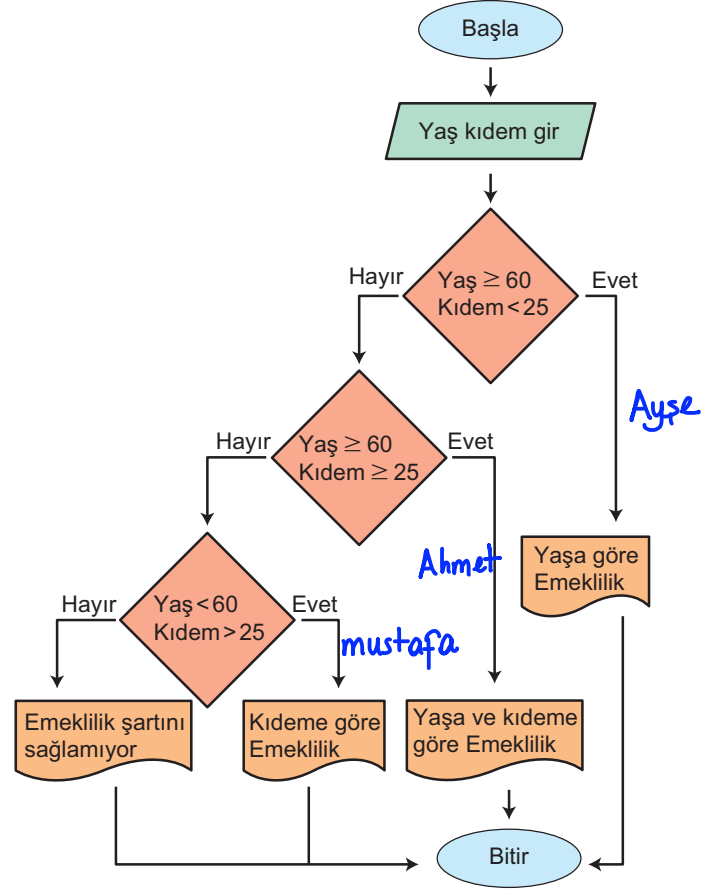 Başla
Yaş kıdem gir
Hayır
Yaş ≥ 60
Kıdem < 25
Evet
Ayşe
Hayır
Yaş ≥ 60
Kıdem ≥ 25
Evet
Ahmet
Yaşa göre
Emeklilik
Hayır
Yaş < 60
Kıdem > 25
Evet
mustafa
Emeklilik şartını
sağlamıyor
Kıdeme göre
Emeklilik
Yaşa ve kıdeme
göre Emeklilik
Bitir